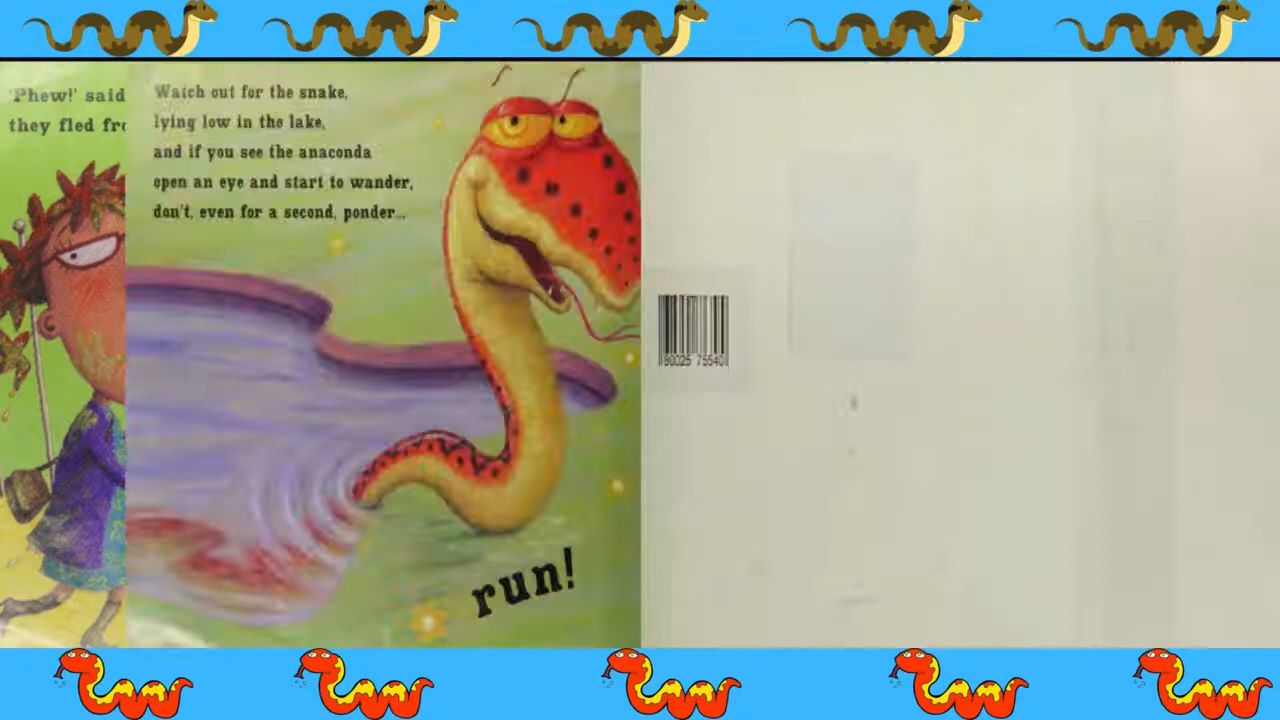 'Phew!' said
they fled fro
Watch out for the snake,
lying low in the lake,
and if you see the anaconda
open an eye and start to wander,
don't, even for a second, ponder...
run!